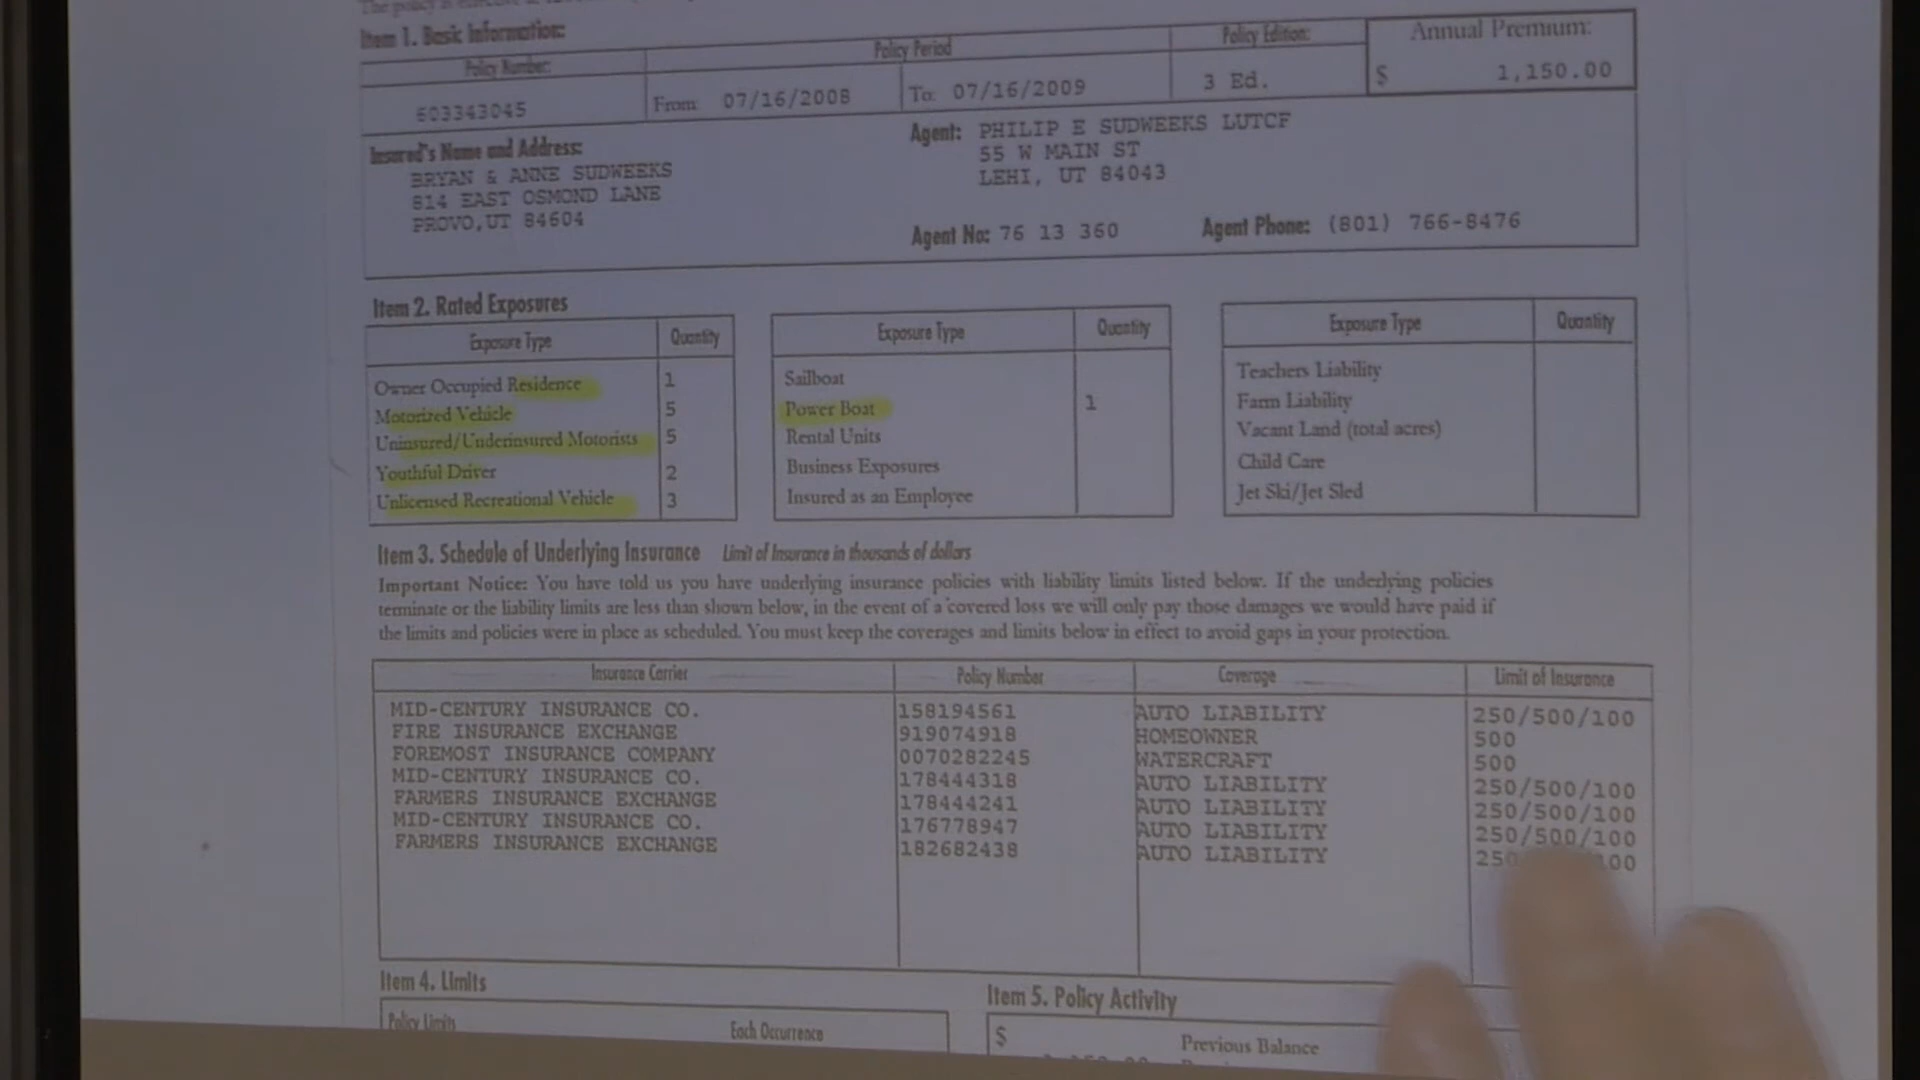 The policy is effective
Item 1. Basic Information:
Policy Number: Policy Period Policy Edition: Annual Premium:
603343045 From: 07/16/2008 To: 07/16/2009 3 Ed. $ 1,150.00
Insured's Name and Address:
BRYAN & ANNE SUDWEEKS
814 EAST OSMOND LANE
PROVO,UT 84604
Agent: PHILIP E SUDWEEKS LUTCF
55 W MAIN ST
LEHI, UT 84043
Agent No: 76 13 360 Agent Phone: (801) 766-8476
Item 2. Rated Exposures
Exposure Type Quantity
Owner Occupied Residence 1
Motorized Vehicle 5
Uninsured/Underinsured Motorists 5
Youthful Driver 2
Unlicensed Recreational Vehicle 3
Exposure Type Quantity
Sailboat
Power Boat 1
Rental Units
Business Exposures
Insured as an Employee
Exposure Type Quantity
Teachers Liability
Farm Liability
Vacant Land (total acres)
Child Care
Jet Ski/Jet Sled
Item 3. Schedule of Underlying Insurance Limit of Insurance in thousands of dollars
Important Notice: You have told us you have underlying insurance policies with liability limits listed below. If the underlying policies
terminate or the liability limits are less than shown below, in the event of a covered loss we will only pay those damages we would have paid if
the limits and policies were in place as scheduled. You must keep the coverages and limits below in effect to avoid gaps in your protection.
Insurance Carrier Policy Number Coverage Limit of Insurance
MID-CENTURY INSURANCE CO. 158194561 AUTO LIABILITY 250/500/100
FIRE INSURANCE EXCHANGE 919074918 HOMEOWNER 500
FOREMOST INSURANCE COMPANY 0070282245 WATERCRAFT 500
MID-CENTURY INSURANCE CO. 178444318 AUTO LIABILITY 250/500/100
FARMERS INSURANCE EXCHANGE 178444241 AUTO LIABILITY 250/500/100
MID-CENTURY INSURANCE CO. 176778947 AUTO LIABILITY 250/500/100
FARMERS INSURANCE EXCHANGE 182682438 AUTO LIABILITY 250 100
Item 4. Limits
Policy Limits Each Occurrence
Item 5. Policy Activity
$ Previous Balance